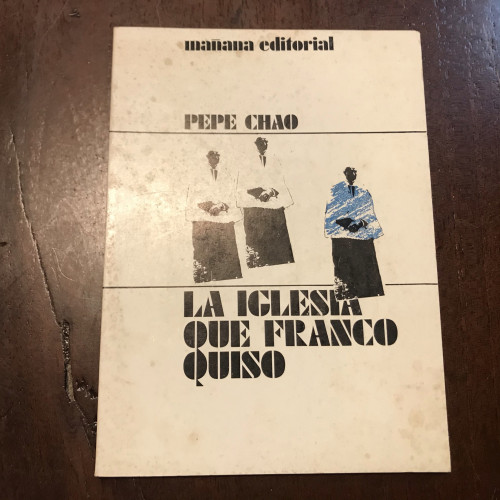 mañana editorial
PEPE CHAO
LA IGLESIA
QUE FRANCO
QUISO